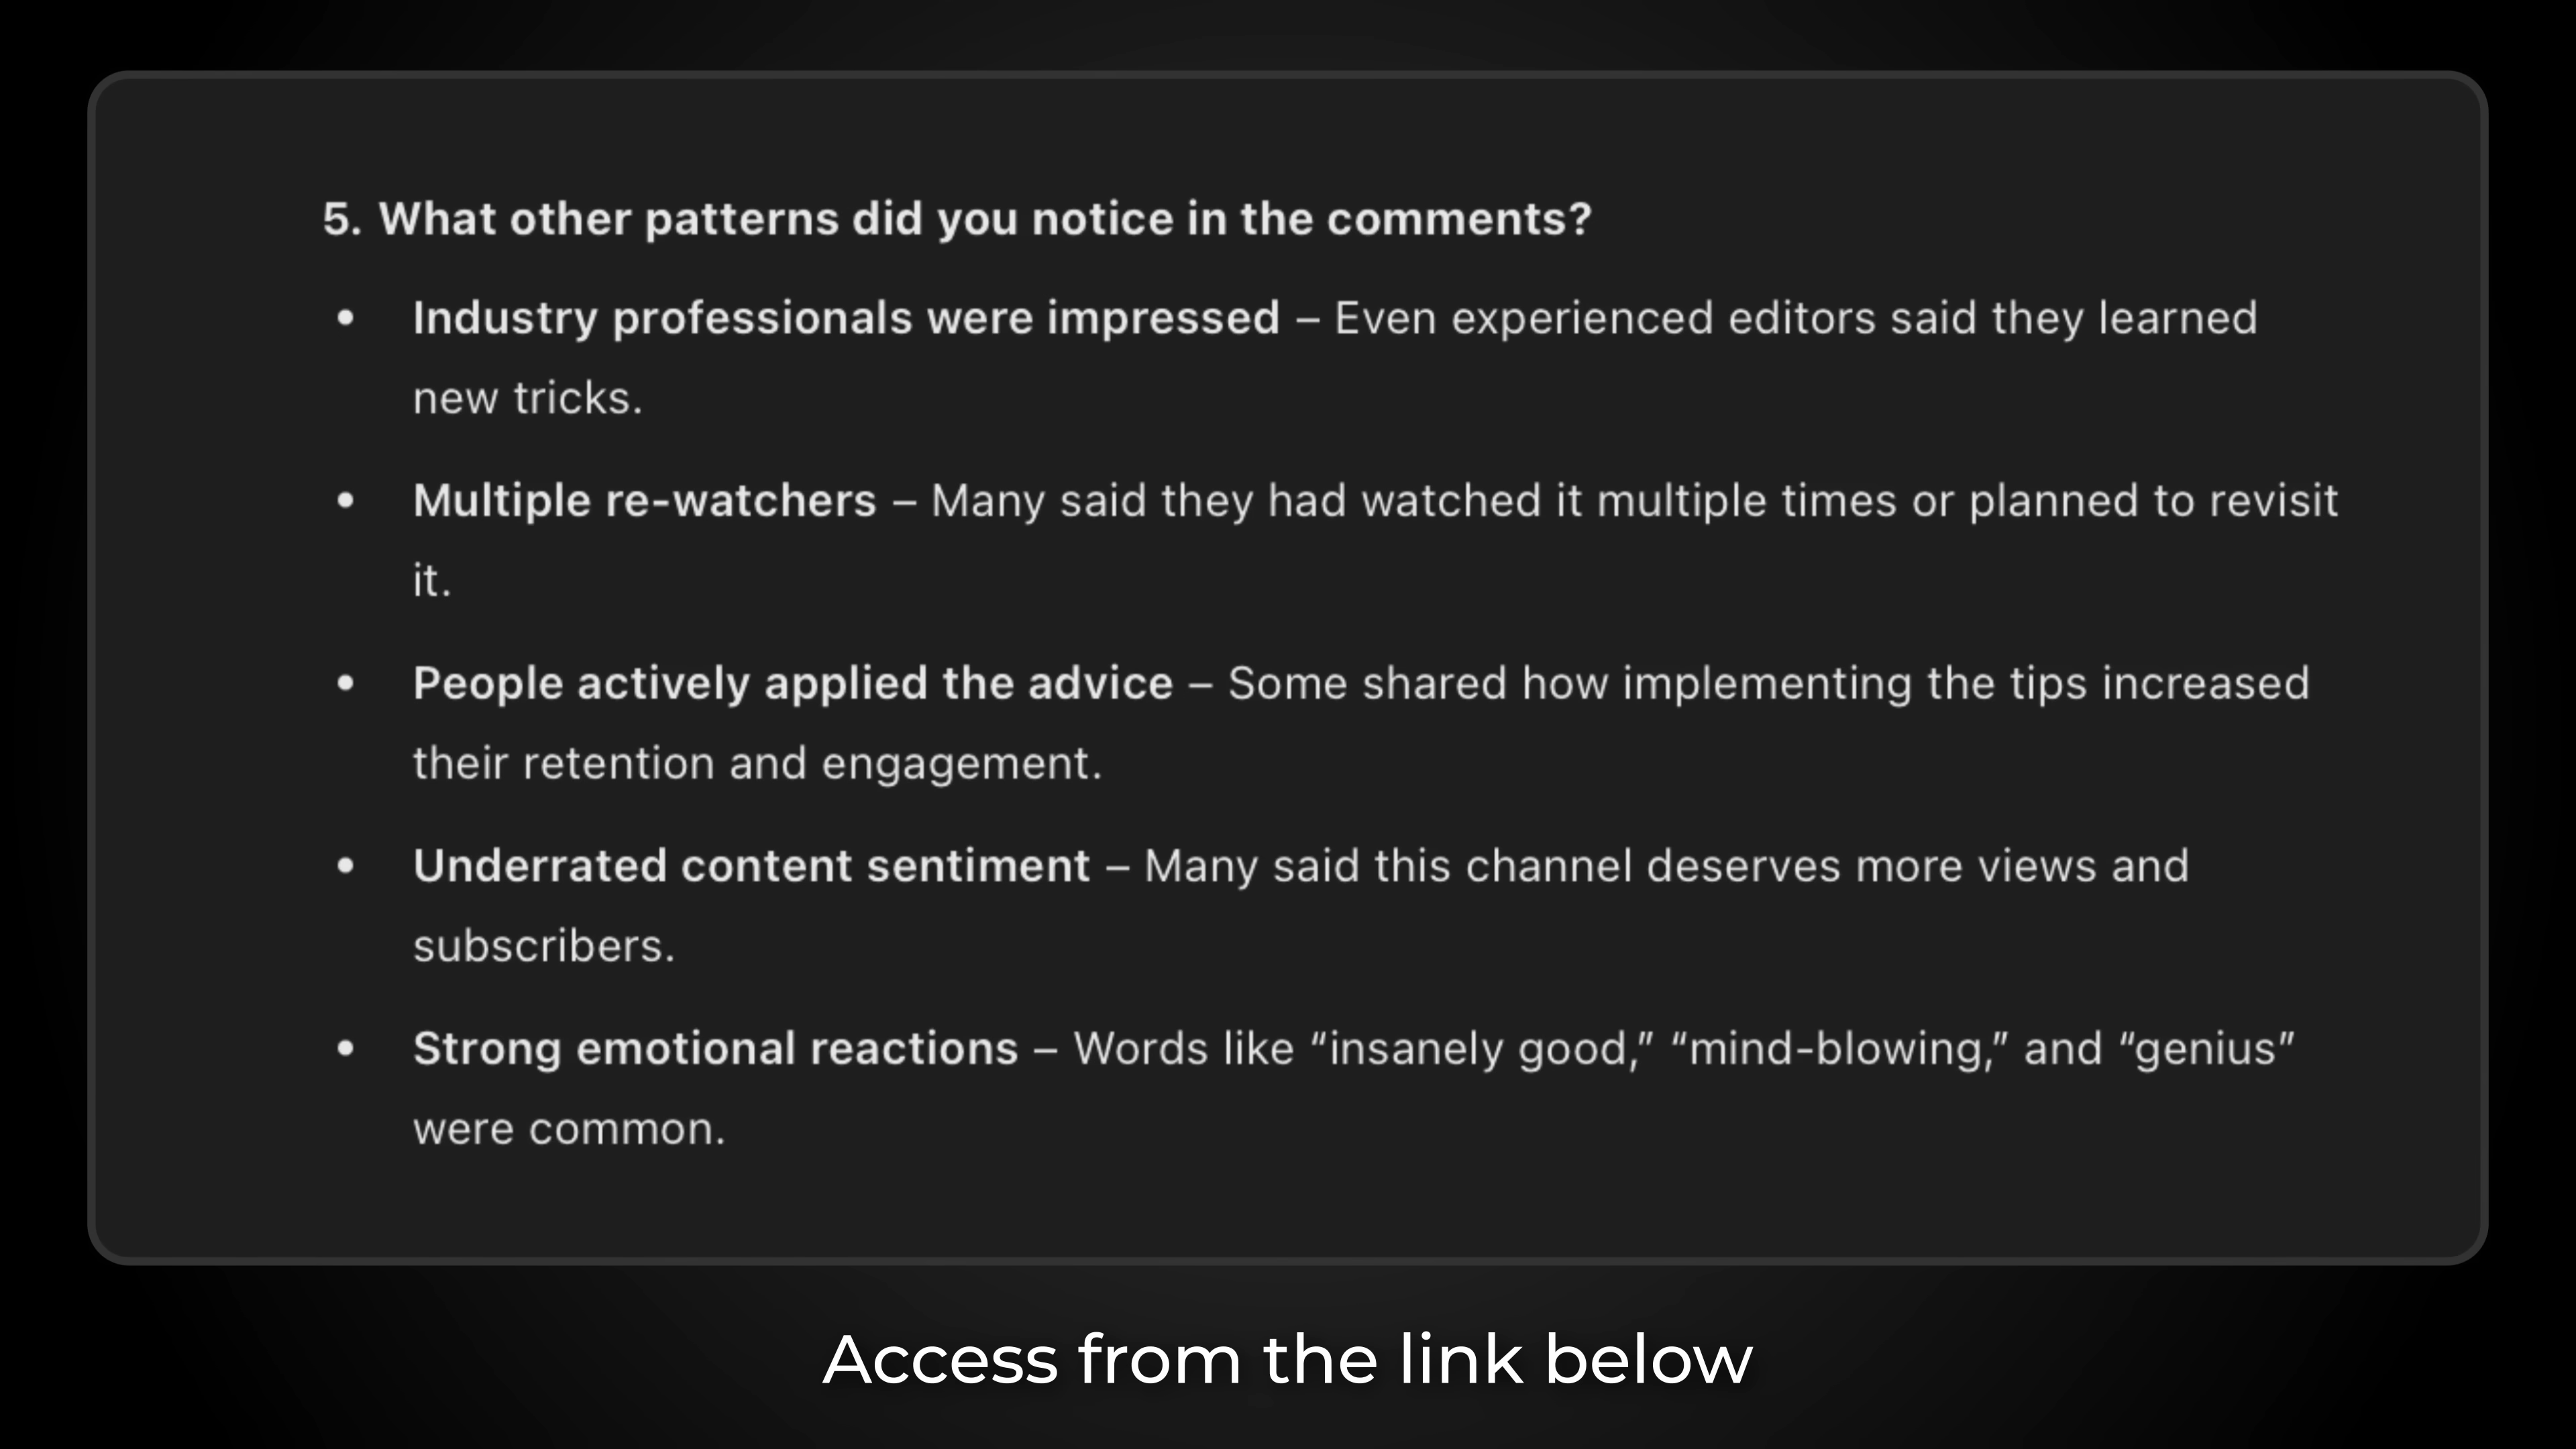 5. What other patterns did you notice in the comments?
• Industry professionals were impressed – Even experienced editors said they learned
new tricks.
• Multiple re-watchers – Many said they had watched it multiple times or planned to revisit
it.
• People actively applied the advice – Some shared how implementing the tips increased
their retention and engagement.
• Underrated content sentiment – Many said this channel deserves more views and
subscribers.
• Strong emotional reactions – Words like “insanely good,” “mind-blowing,” and “genius”
were common.
Access from the link below